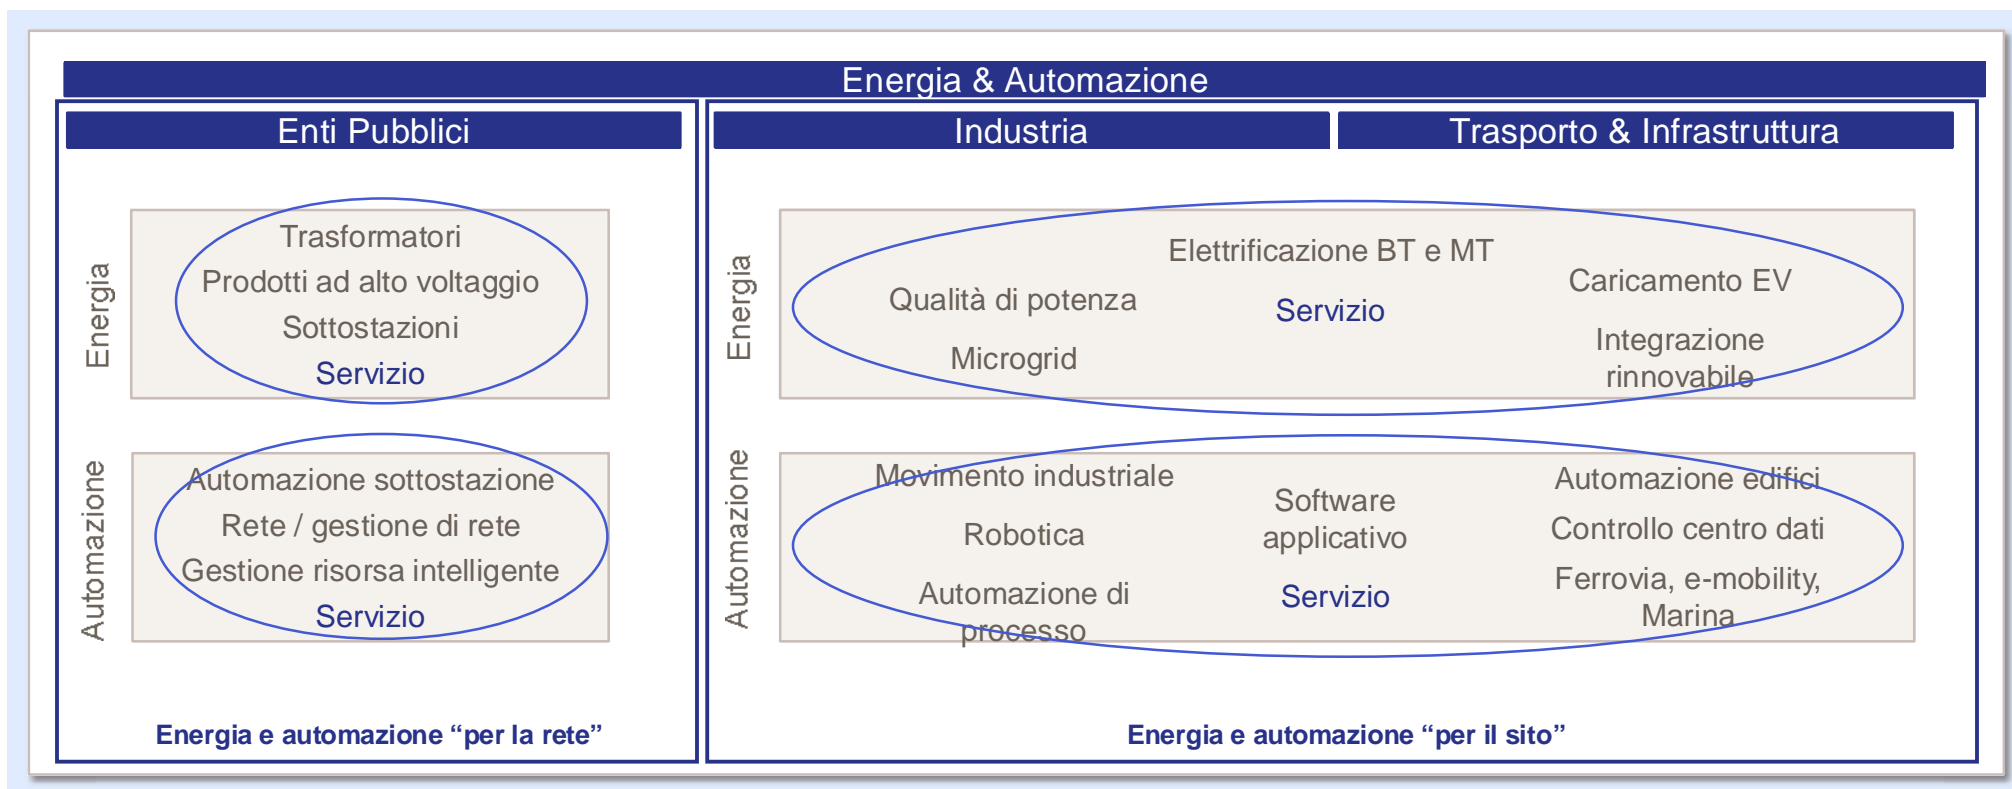 Energia & Automazione
Enti Pubblici
Energia
Trasformatori
Prodotti ad alto voltaggio
Sottostazioni
Servizio
Automazione
Automazione sottostazione
Rete / gestione di rete
Gestione risorsa intelligente
Servizio
Energia e automazione “per la rete”
Industria
Trasporto & Infrastruttura
Energia
Elettrificazione BT e MT
Qualità di potenza
Servizio
Caricamento EV
Microgrid
Integrazione
rinnovabile
Automazione
Movimento industriale
Robotica
Automazione di
processo
Software
applicativo
Servizio
Automazione edifici
Controllo centro dati
Ferrovia, e-mobility,
Marina
Energia e automazione “per il sito”